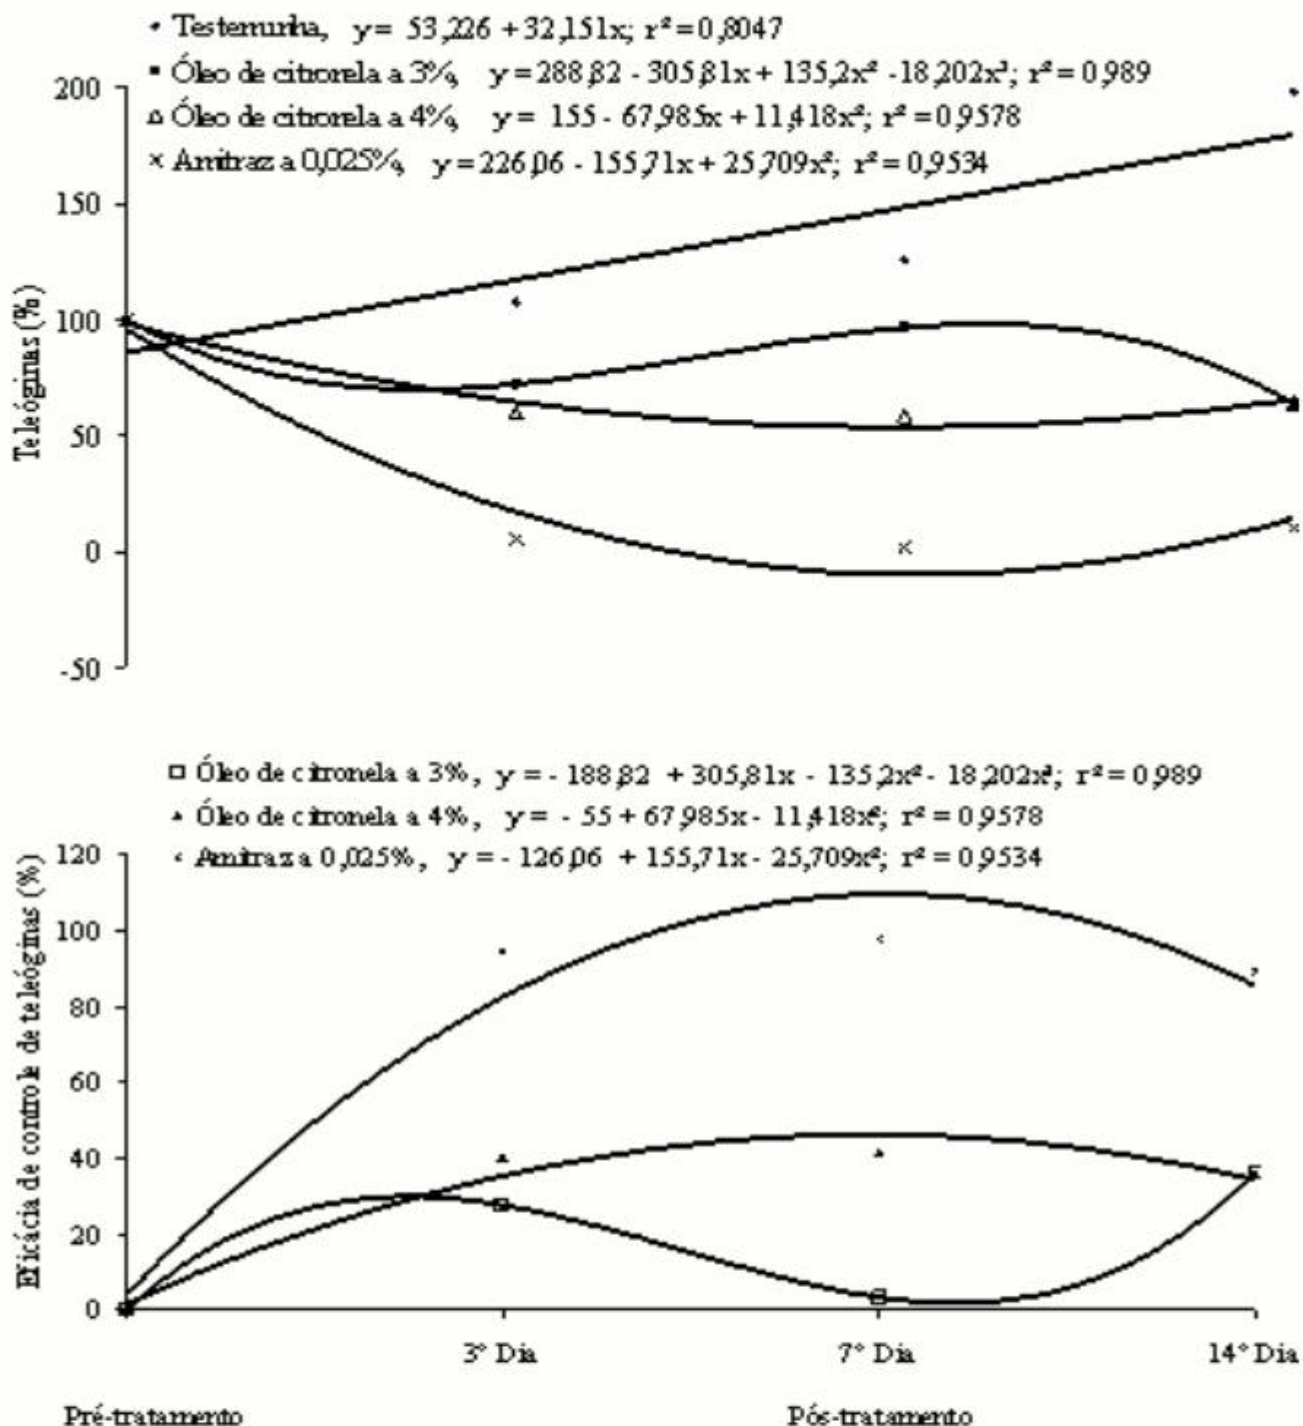 Testemunha, y = 53,226 + 32,151x; r² = 0,8047
Óleo de citronela a 3%, y = 288,82 - 305,81x + 135,2x² - 18,202x³; r² = 0,989
200
Óleo de citronela a 4%, y = 155 - 67,985x + 11,418x²; r² = 0,9578
Amitraz a 0,025%, y = 226,06 - 155,71x + 25,709x²; r² = 0,9534
150
100
50
0
-50
Teleóginas (%)
Óleo de citronela a 3%, y = - 188,82 + 305,81x - 135,2x² - 18,202x³; r² = 0,989
Óleo de citronela a 4%, y = - 55 + 67,985x - 11,418x²; r² = 0,9578
120
Amitraz a 0,025%, y = - 126,06 + 155,71x - 25,709x²; r² = 0,9534
100
80
60
40
20
0
Eficácia de controle de teleóginas (%)
3° Dia 7° Dia 14° Dia
Pré-tratamento Pós-tratamento